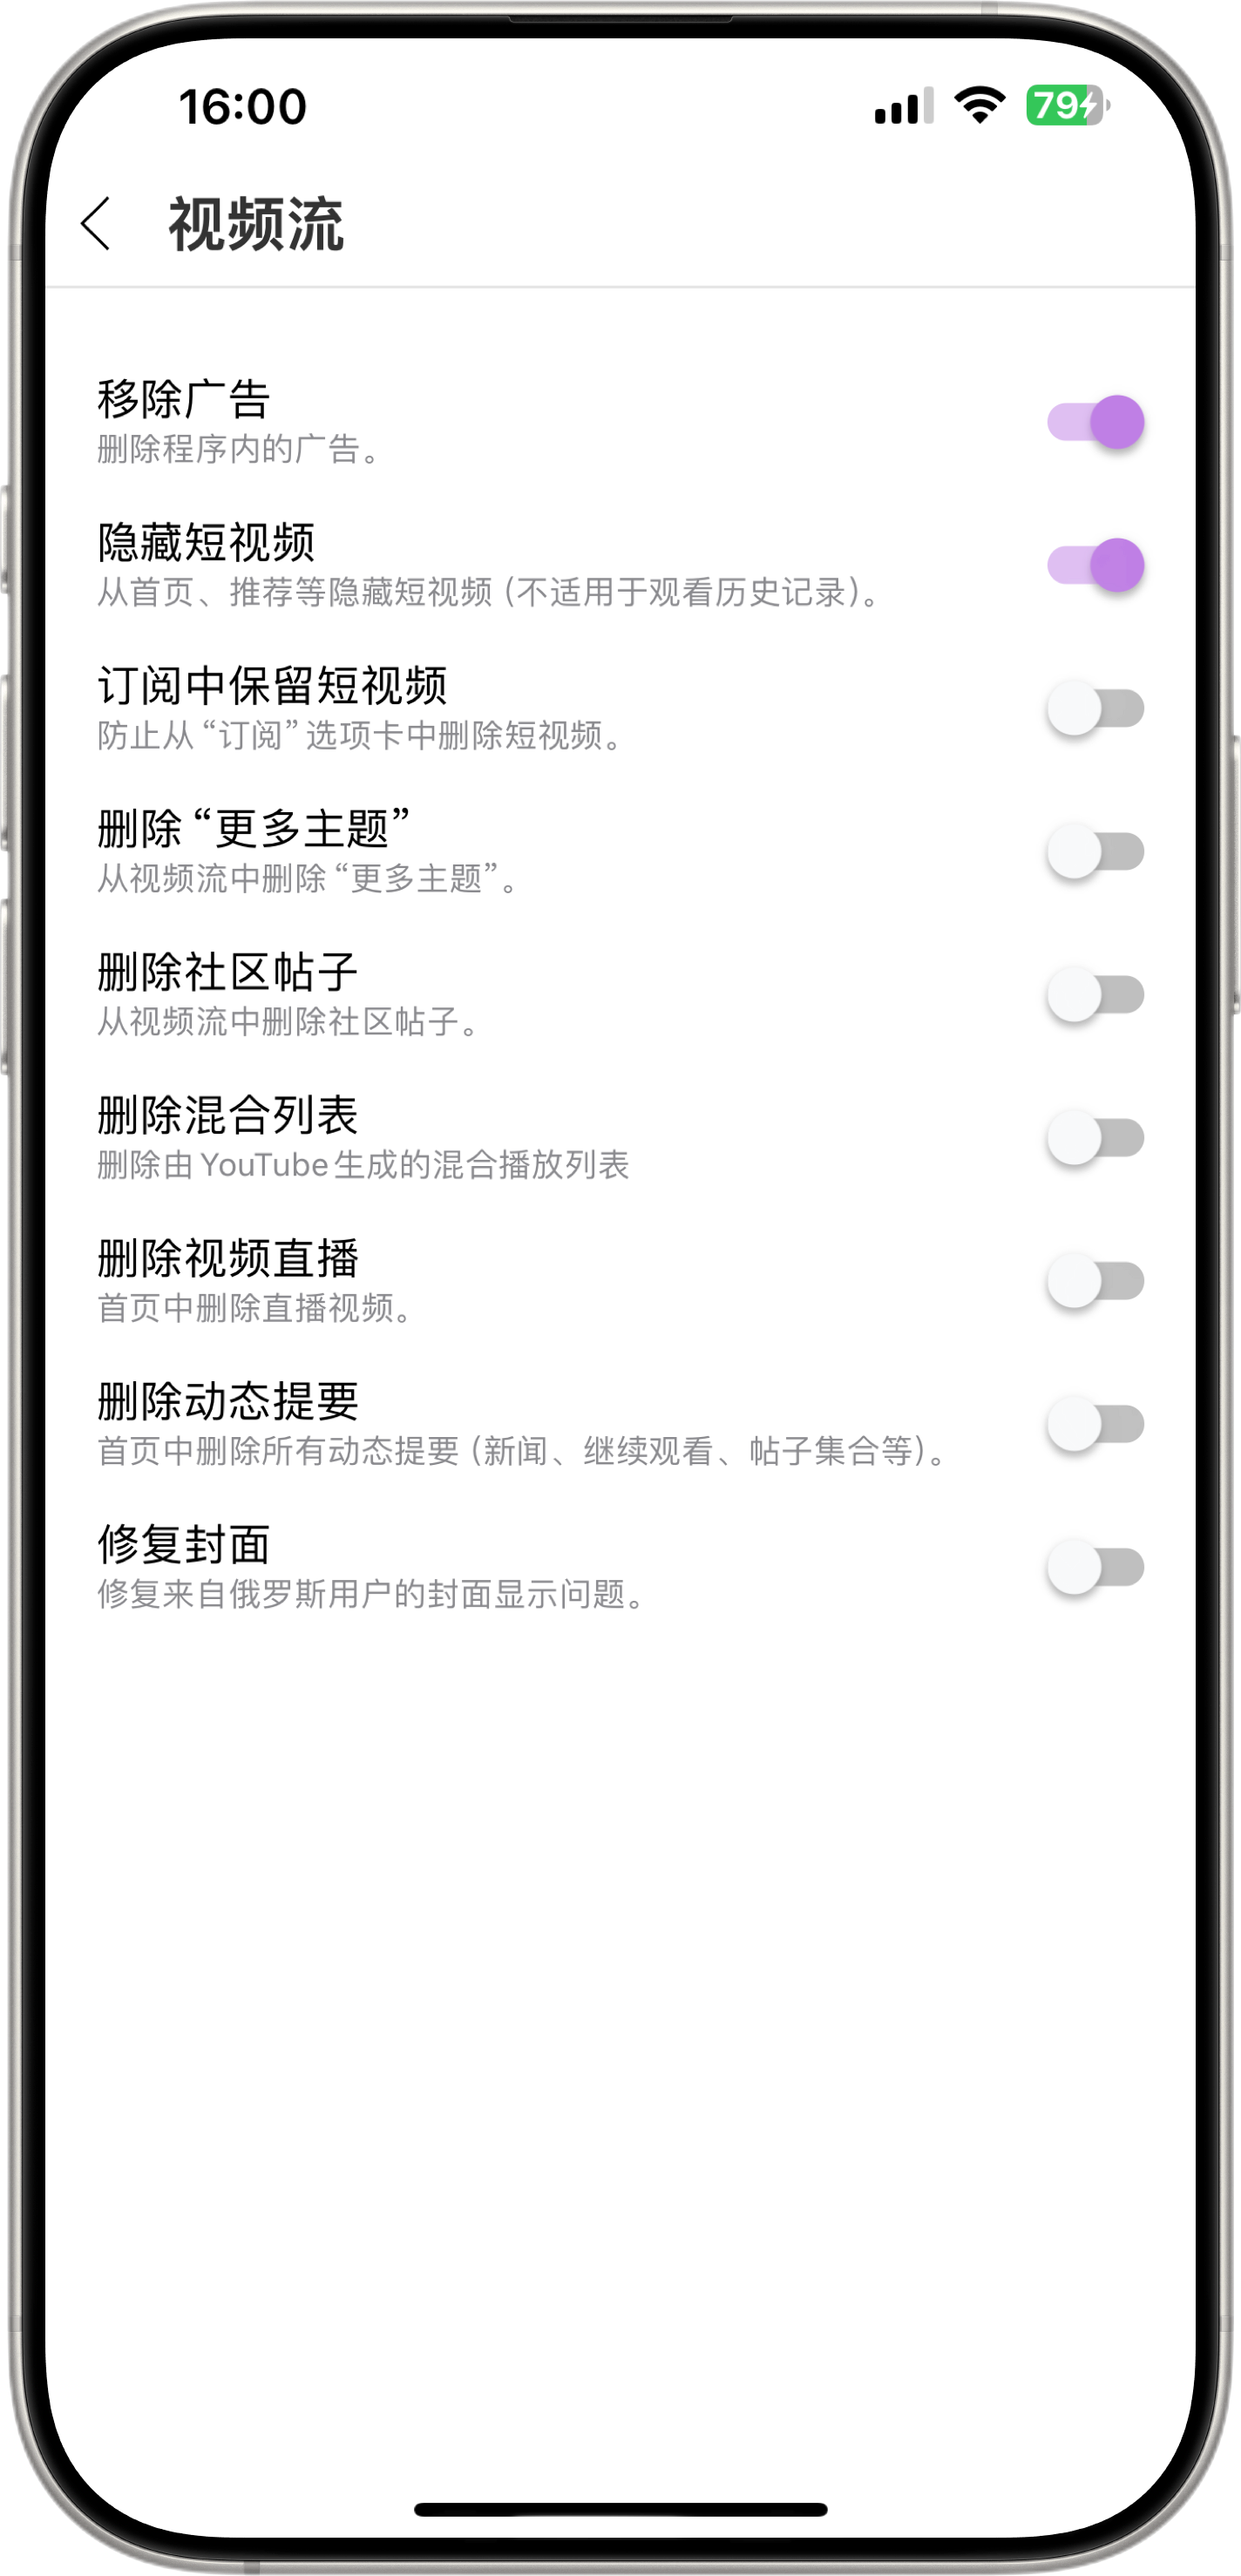 16:00
79
视频流
移除广告
删除程序内的广告。
隐藏短视频
从首页、推荐等隐藏短视频（不适用于观看历史记录）。
订阅中保留短视频
防止从“订阅”选项卡中删除短视频。
删除“更多主题”
从视频流中删除“更多主题”。
删除社区帖子
从视频流中删除社区帖子。
删除混合列表
删除由 YouTube 生成的混合播放列表
删除视频直播
首页中删除直播视频。
删除动态提要
首页中删除所有动态提要（新闻、继续观看、帖子集合等）。
修复封面
修复来自俄罗斯用户的封面显示问题。